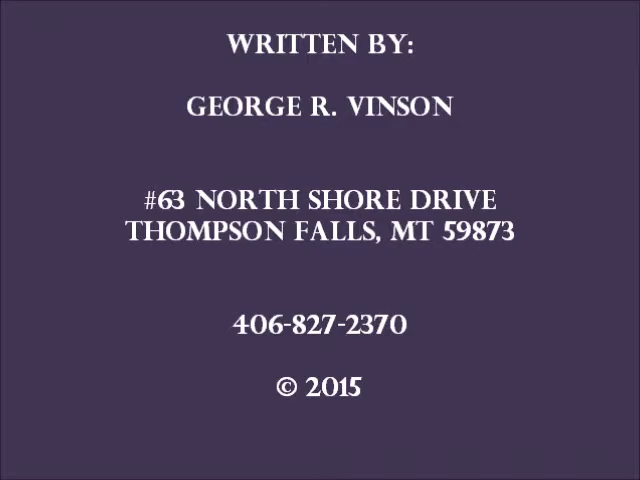 WRITTEN BY:
GEORGE R. VINSON
#63 NORTH SHORE DRIVE
THOMPSON FALLS, MT 59873
406-827-2370
© 2015